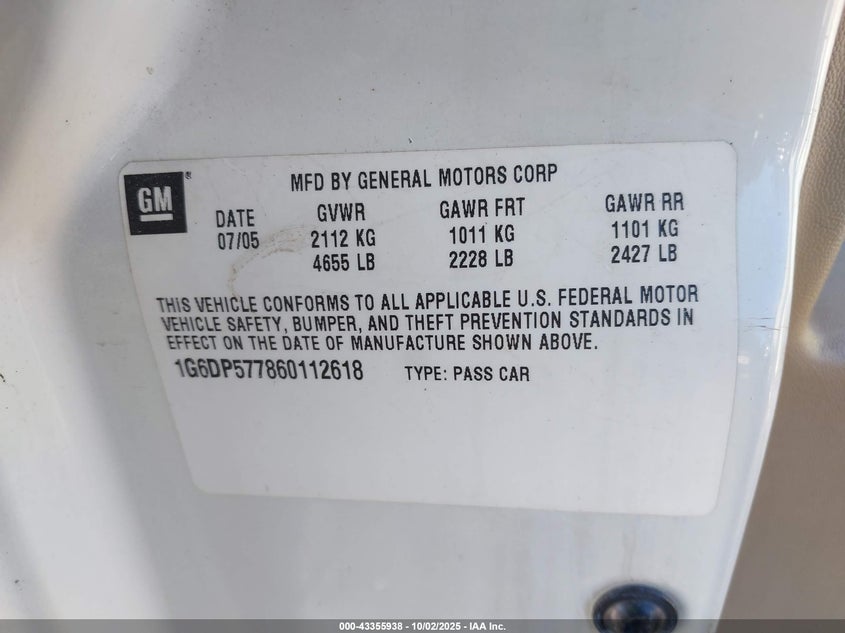 GM®
MFD BY GENERAL MOTORS CORP
DATE GVWR GAWR FRT GAWR RR
07/05 2112 KG 1011 KG 1101 KG
4655 LB 2228 LB 2427 LB
THIS VEHICLE CONFORMS TO ALL APPLICABLE U.S. FEDERAL MOTOR
VEHICLE SAFETY, BUMPER, AND THEFT PREVENTION STANDARDS IN
EFFECT ON THE DATE OF MANUFACTURE SHOWN ABOVE.
1G6DP577860112618 TYPE: PASS CAR
000-43355938 - 10/02/2025 - IAA Inc.